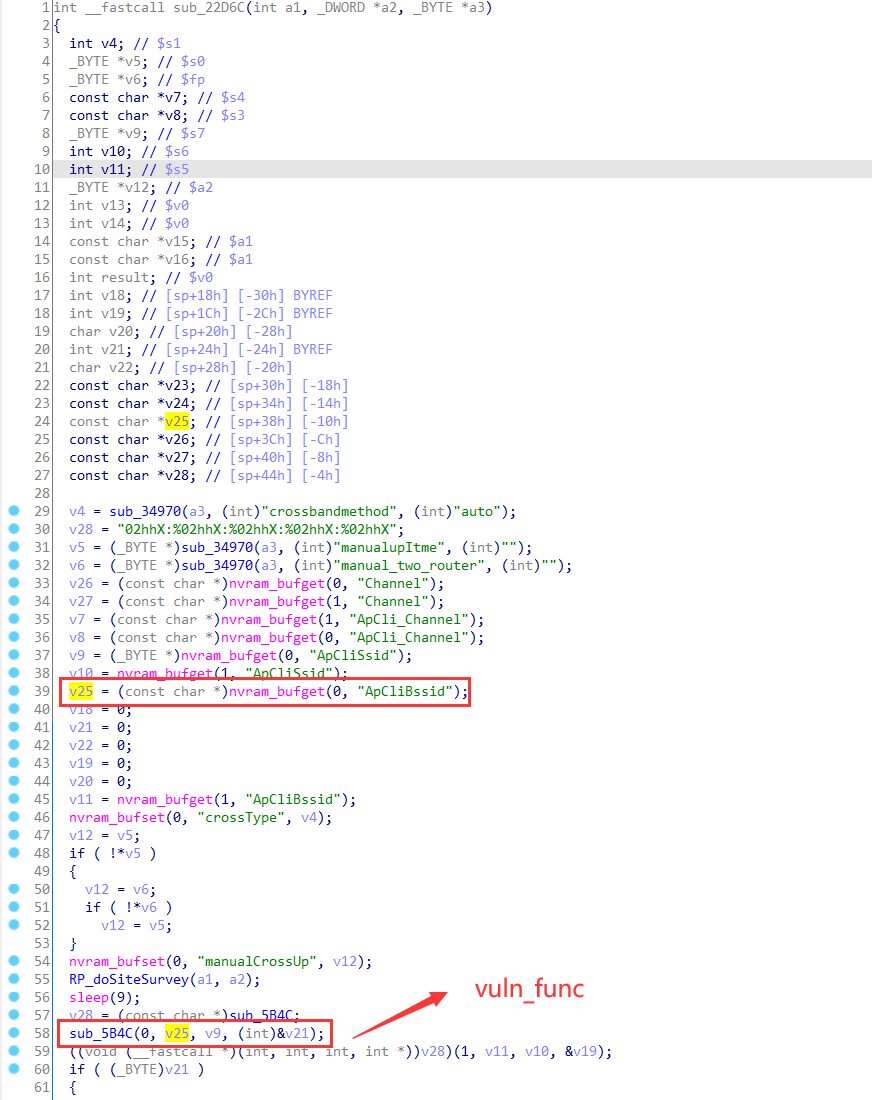 1 int __fastcall sub_22D6C(int a1, _DWORD *a2, _BYTE *a3)
2 {
3 int v4; // $s1
4 _BYTE *v5; // $s0
5 _BYTE *v6; // $fp
6 const char *v7; // $s4
7 const char *v8; // $s3
8 _BYTE *v9; // $s7
9 int v10; // $s6
10 int v11; // $s5
11 _BYTE *v12; // $a2
12 int v13; // $v0
13 int v14; // $v0
14 const char *v15; // $a1
15 const char *v16; // $a1
16 int result; // $v0
17 int v18; // [sp+18h] [-30h] BYREF
18 int v19; // [sp+1Ch] [-2Ch] BYREF
19 char v20; // [sp+20h] [-28h]
20 int v21; // [sp+24h] [-24h] BYREF
21 char v22; // [sp+28h] [-20h]
22 const char *v23; // [sp+30h] [-18h]
23 const char *v24; // [sp+34h] [-14h]
24 const char *v25; // [sp+38h] [-10h]
25 const char *v26; // [sp+3Ch] [-Ch]
26 const char *v27; // [sp+40h] [-8h]
27 const char *v28; // [sp+44h] [-4h]
28
29 v4 = sub_34970(a3, (int)"crossbandmethod", (int)"auto");
30 v28 = "02hhX:%02hhX:%02hhX:%02hhX:%02hhX";
31 v5 = (_BYTE *)sub_34970(a3, (int)"manualupItme", (int)"");
32 v6 = (_BYTE *)sub_34970(a3, (int)"manual_two_router", (int)"");
33 v26 = (const char *)nvram_bufget(0, "Channel");
34 v27 = (const char *)nvram_bufget(1, "Channel");
35 v7 = (const char *)nvram_bufget(1, "ApCli_Channel");
36 v8 = (const char *)nvram_bufget(0, "ApCli_Channel");
37 v9 = (_BYTE *)nvram_bufget(0, "ApCliSsid");
38 v10 = nvram_bufget(1, "ApCliSsid");
39 v25 = (const char *)nvram_bufget(0, "ApCliBssid");
40 v18 = 0;
41 v21 = 0;
42 v22 = 0;
43 v19 = 0;
44 v20 = 0;
45 v11 = nvram_bufget(1, "ApCliBssid");
46 nvram_bufset(0, "crossType", v4);
47 v12 = v5;
48 if ( !*v5 )
49 {
50 v12 = v6;
51 if ( !*v6 )
52 v12 = v5;
53 }
54 nvram_bufset(0, "manualCrossUp", v12);
55 RP_doSiteSurvey(a1, a2);
56 sleep(9);
vuln_func
57 v28 = (const char *)sub_5B4C;
58 sub_5B4C(0, v25, v9, (int)&v21);
59 ((void (__fastcall *)(int, int, int, int *))v28)(1, v11, v10, &v19);
60 if ( (_BYTE)v21 )
61 {